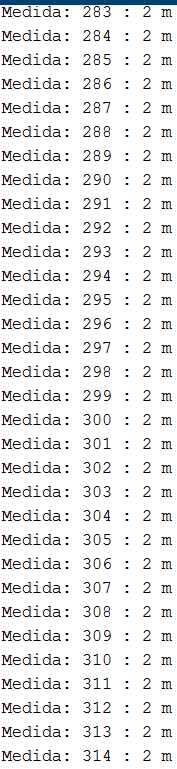 Medida: 283 : 2 m
Medida: 284 : 2 m
Medida: 285 : 2 m
Medida: 286 : 2 m
Medida: 287 : 2 m
Medida: 288 : 2 m
Medida: 289 : 2 m
Medida: 290 : 2 m
Medida: 291 : 2 m
Medida: 292 : 2 m
Medida: 293 : 2 m
Medida: 294 : 2 m
Medida: 295 : 2 m
Medida: 296 : 2 m
Medida: 297 : 2 m
Medida: 298 : 2 m
Medida: 299 : 2 m
Medida: 300 : 2 m
Medida: 301 : 2 m
Medida: 302 : 2 m
Medida: 303 : 2 m
Medida: 304 : 2 m
Medida: 305 : 2 m
Medida: 306 : 2 m
Medida: 307 : 2 m
Medida: 308 : 2 m
Medida: 309 : 2 m
Medida: 310 : 2 m
Medida: 311 : 2 m
Medida: 312 : 2 m
Medida: 313 : 2 m
Medida: 314 : 2 m